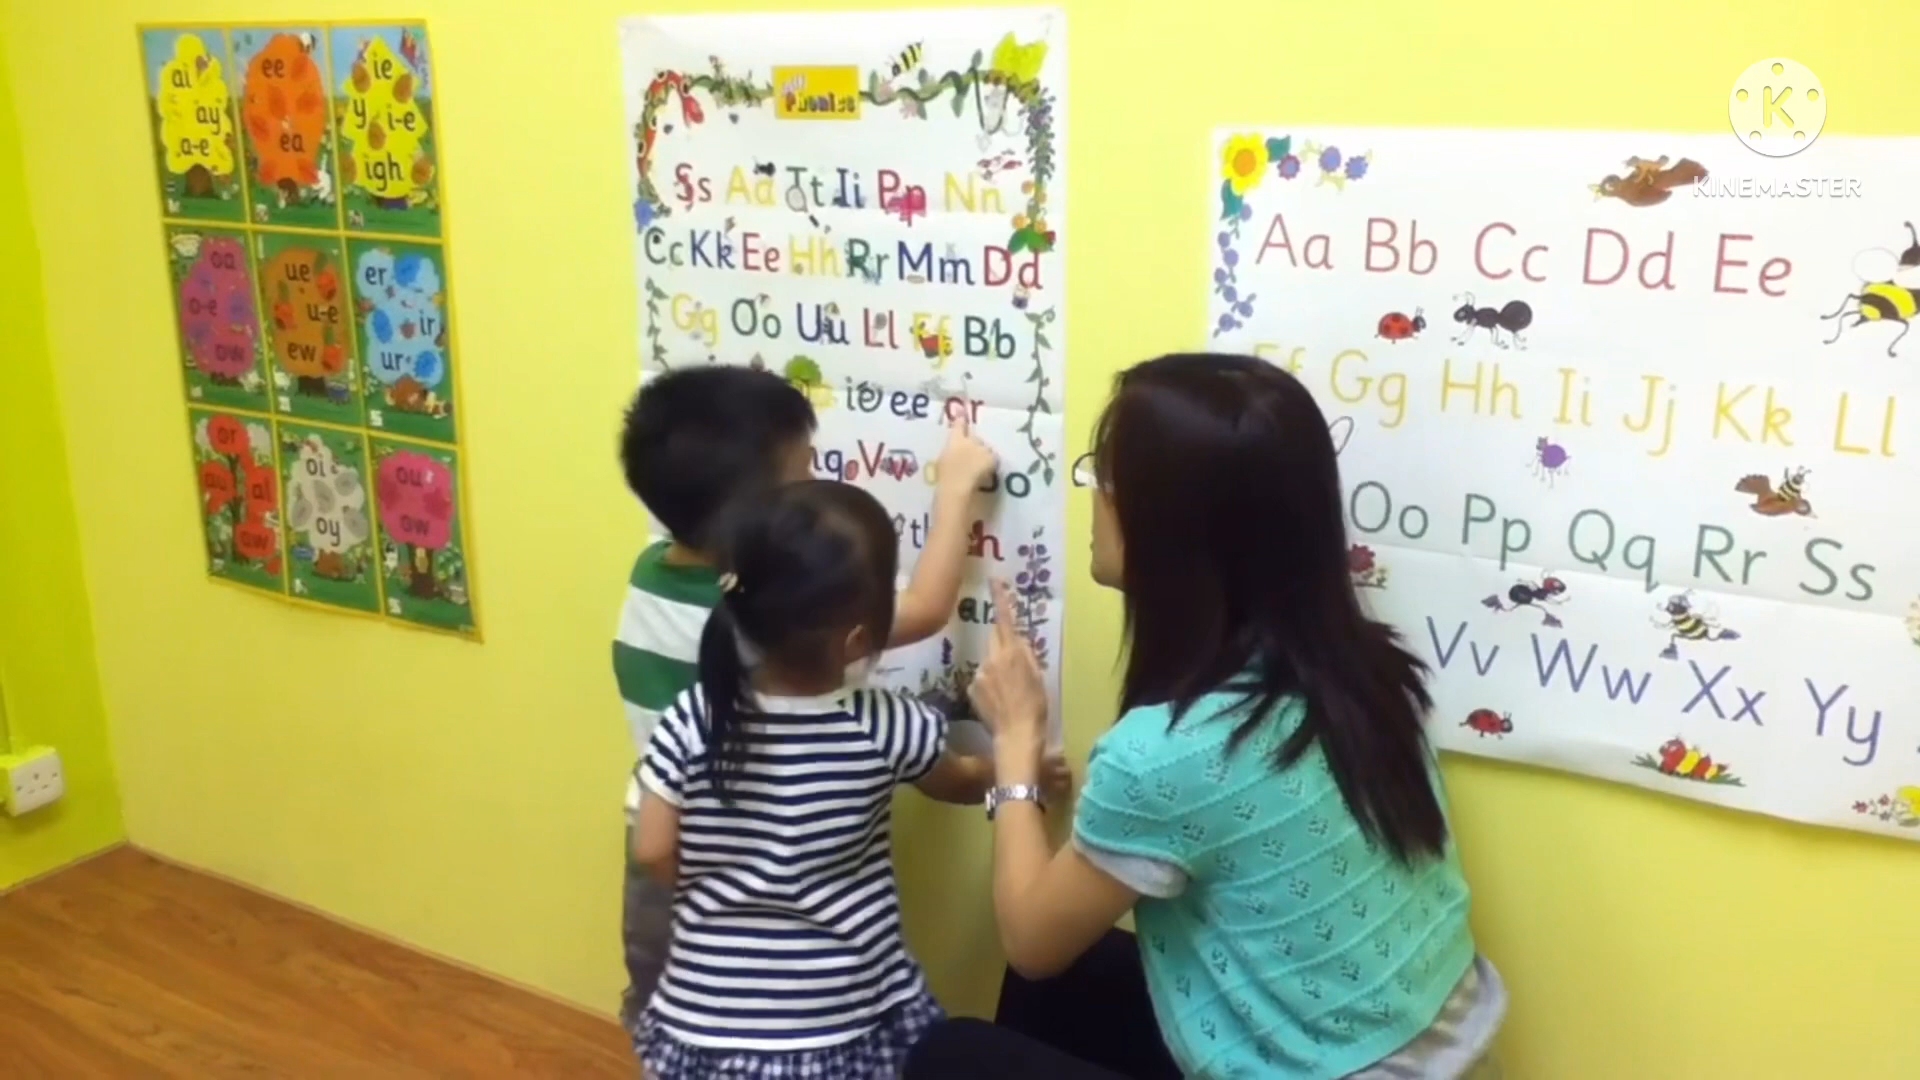 ai
ay
a-e
ee
ea
ie
y i-e
igh
oa
o-e
ow
ue
u-e
ew
er
ir
ur
or
au al
aw
oi
oy
ou
ow
Phonics
Ss Aa Tt Ii Pp Nn
Cc Kk Ee Hh Rr Mm Dd
Gg Oo Uu Ll Ff Bb
ie ee or
Vv
ar
Aa Bb Cc Dd Ee
Ff Gg Hh Ii Jj Kk Ll
Oo Pp Qq Rr Ss
Vv Ww Xx Yy
K
KINEMASTER